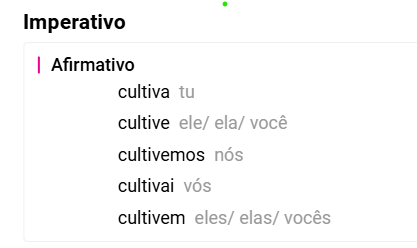 Imperativo
Afirmativo
cultiva tu
cultive ele/ ela/ você
cultivemos nós
cultivai vós
cultivem eles/ elas/ vocês